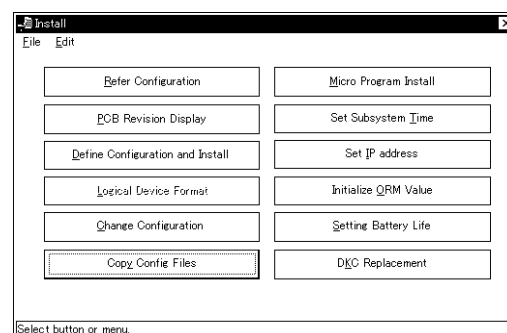 Install
File Edit
Refer Configuration
Micro Program Install
PCB Revision Display
Set Subsystem Time
Define Configuration and Install
Set IP address
Logical Device Format
Initialize ORM Value
Change Configuration
Setting Battery Life
Copy Config Files
DKC Replacement
Select button or menu.